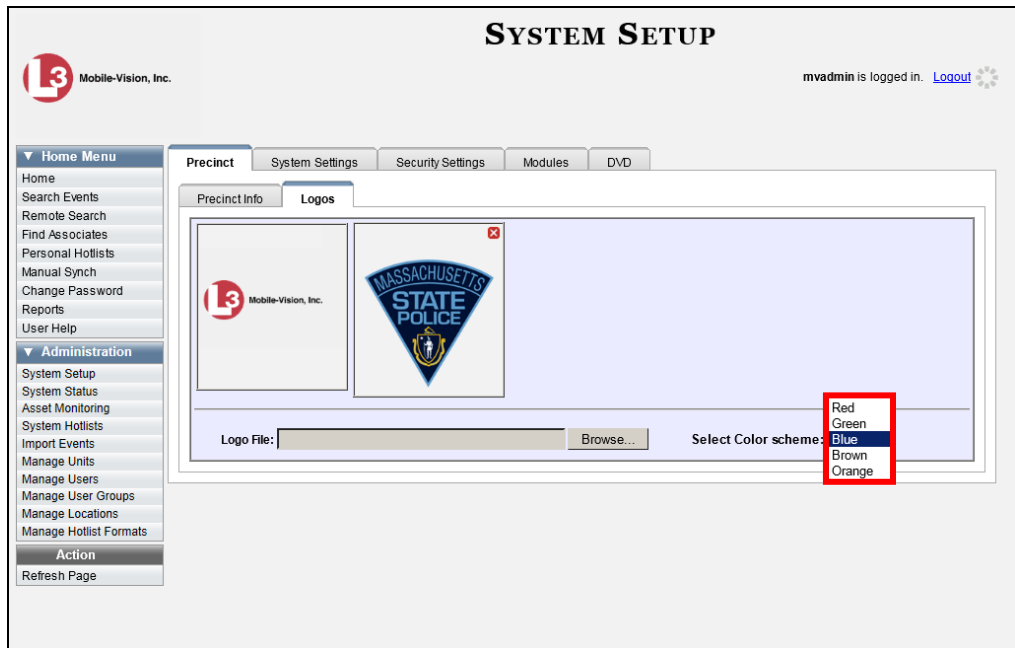 SYSTEM SETUP
L3 Mobile-Vision, Inc.
mvadmin is logged in. Logout
▼ Home Menu
Home
Search Events
Remote Search
Find Associates
Personal Hotlists
Manual Synch
Change Password
Reports
User Help
▼ Administration
System Setup
System Status
Asset Monitoring
System Hotlists
Import Events
Manage Units
Manage Users
Manage User Groups
Manage Locations
Manage Hotlist Formats
Action
Refresh Page
Precinct System Settings Security Settings Modules DVD
Precinct Info Logos
L3 Mobile-Vision, Inc.
MASSACHUSETTS
STATE
POLICE
Logo File: Browse... Select Color scheme:
Red
Green
Blue
Brown
Orange